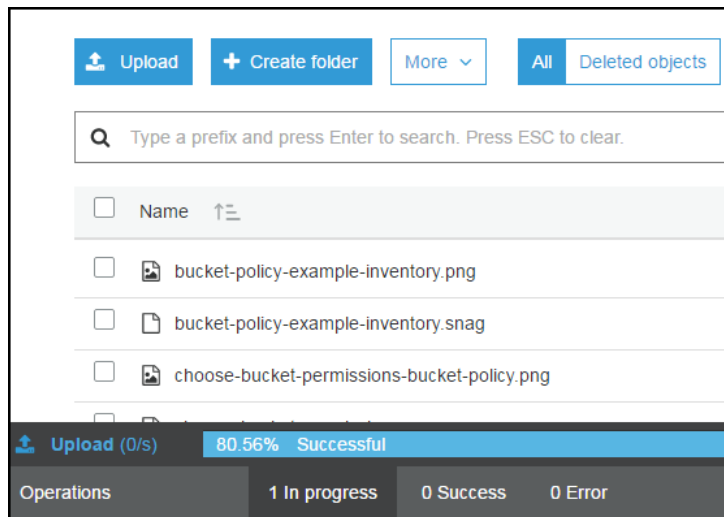 Upload + Create folder More All Deleted objects
Type a prefix and press Enter to search. Press ESC to clear.
Name
bucket-policy-example-inventory.png
bucket-policy-example-inventory.snag
choose-bucket-permissions-bucket-policy.png
Upload (0/s) 80.56% Successful
Operations 1 In progress 0 Success 0 Error